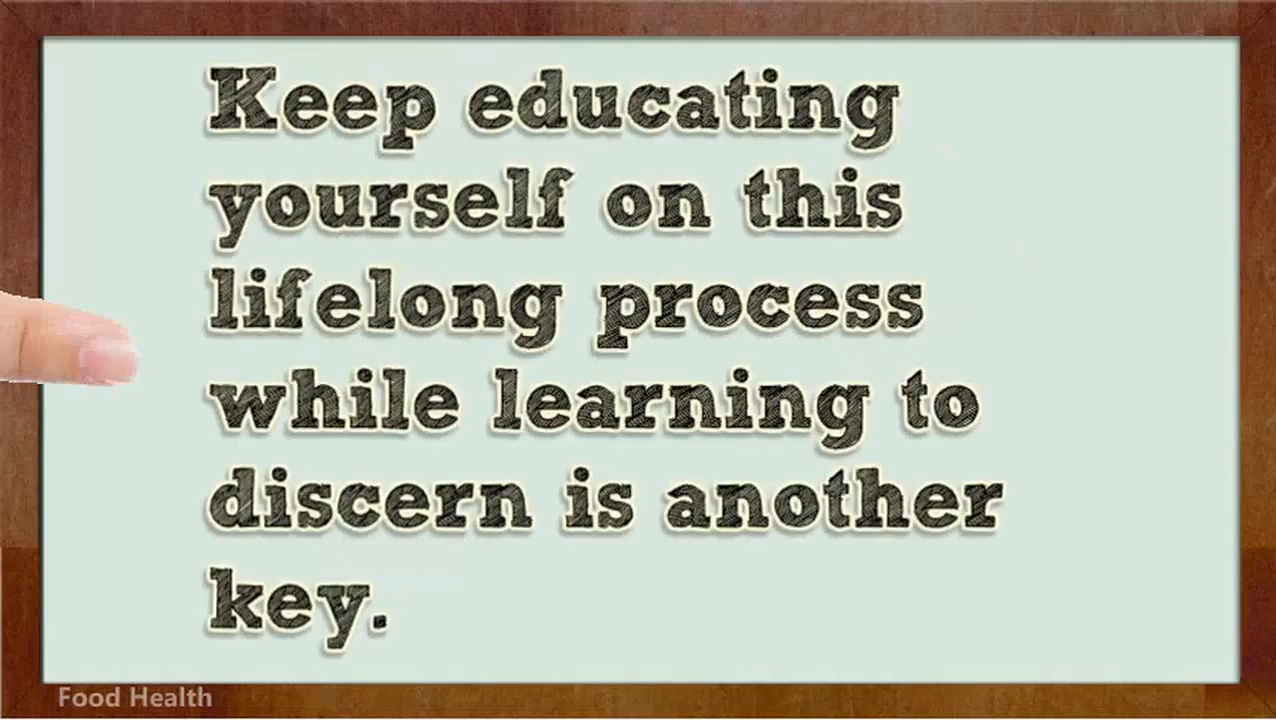 Keep educating
yourself on this
lifelong process
while learning to
discern is another
key.
Food Health